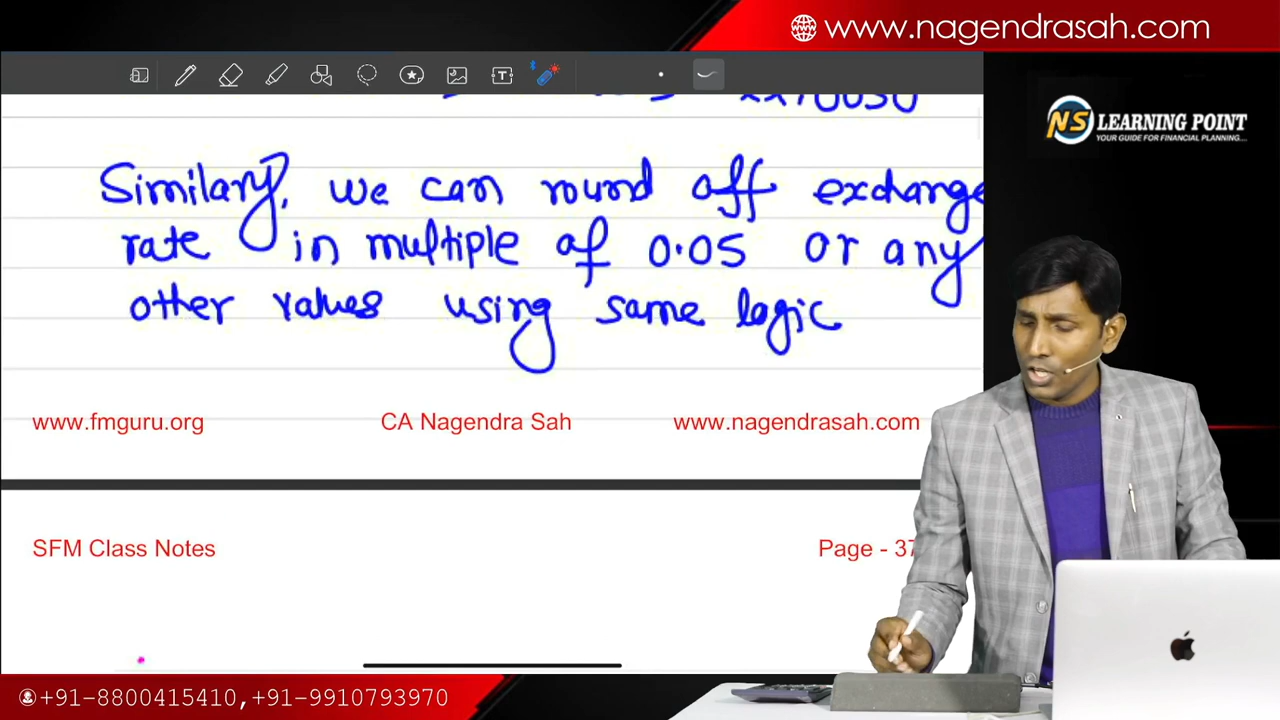 www.nagendrasah.com
NS LEARNING POINT
YOUR GUIDE FOR FINANCIAL PLANNING....
Similary, we can round off exchange
rate in multiple of 0.05 or any
other values using same logic
www.fmguru.org CA Nagendra Sah www.nagendrasah.com
SFM Class Notes Page - 37
+91-8800415410,+91-9910793970